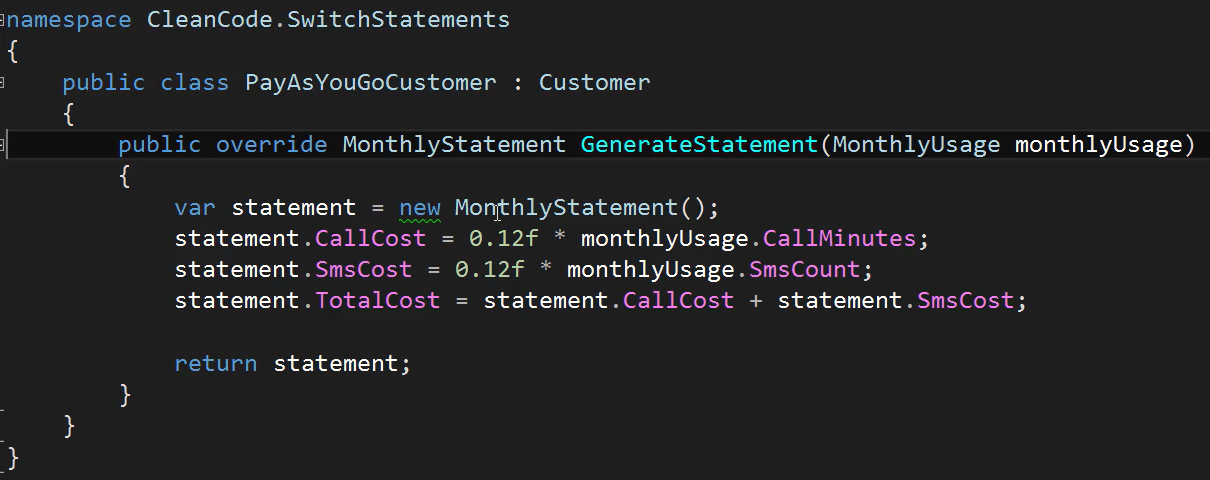 namespace CleanCode.SwitchStatements
{
    public class PayAsYouGoCustomer : Customer
    {
        public override MonthlyStatement GenerateStatement(MonthlyUsage monthlyUsage)
        {
            var statement = new MonthlyStatement();
            statement.CallCost = 0.12f * monthlyUsage.CallMinutes;
            statement.SmsCost = 0.12f * monthlyUsage.SmsCount;
            statement.TotalCost = statement.CallCost + statement.SmsCost;

            return statement;
        }
    }
}